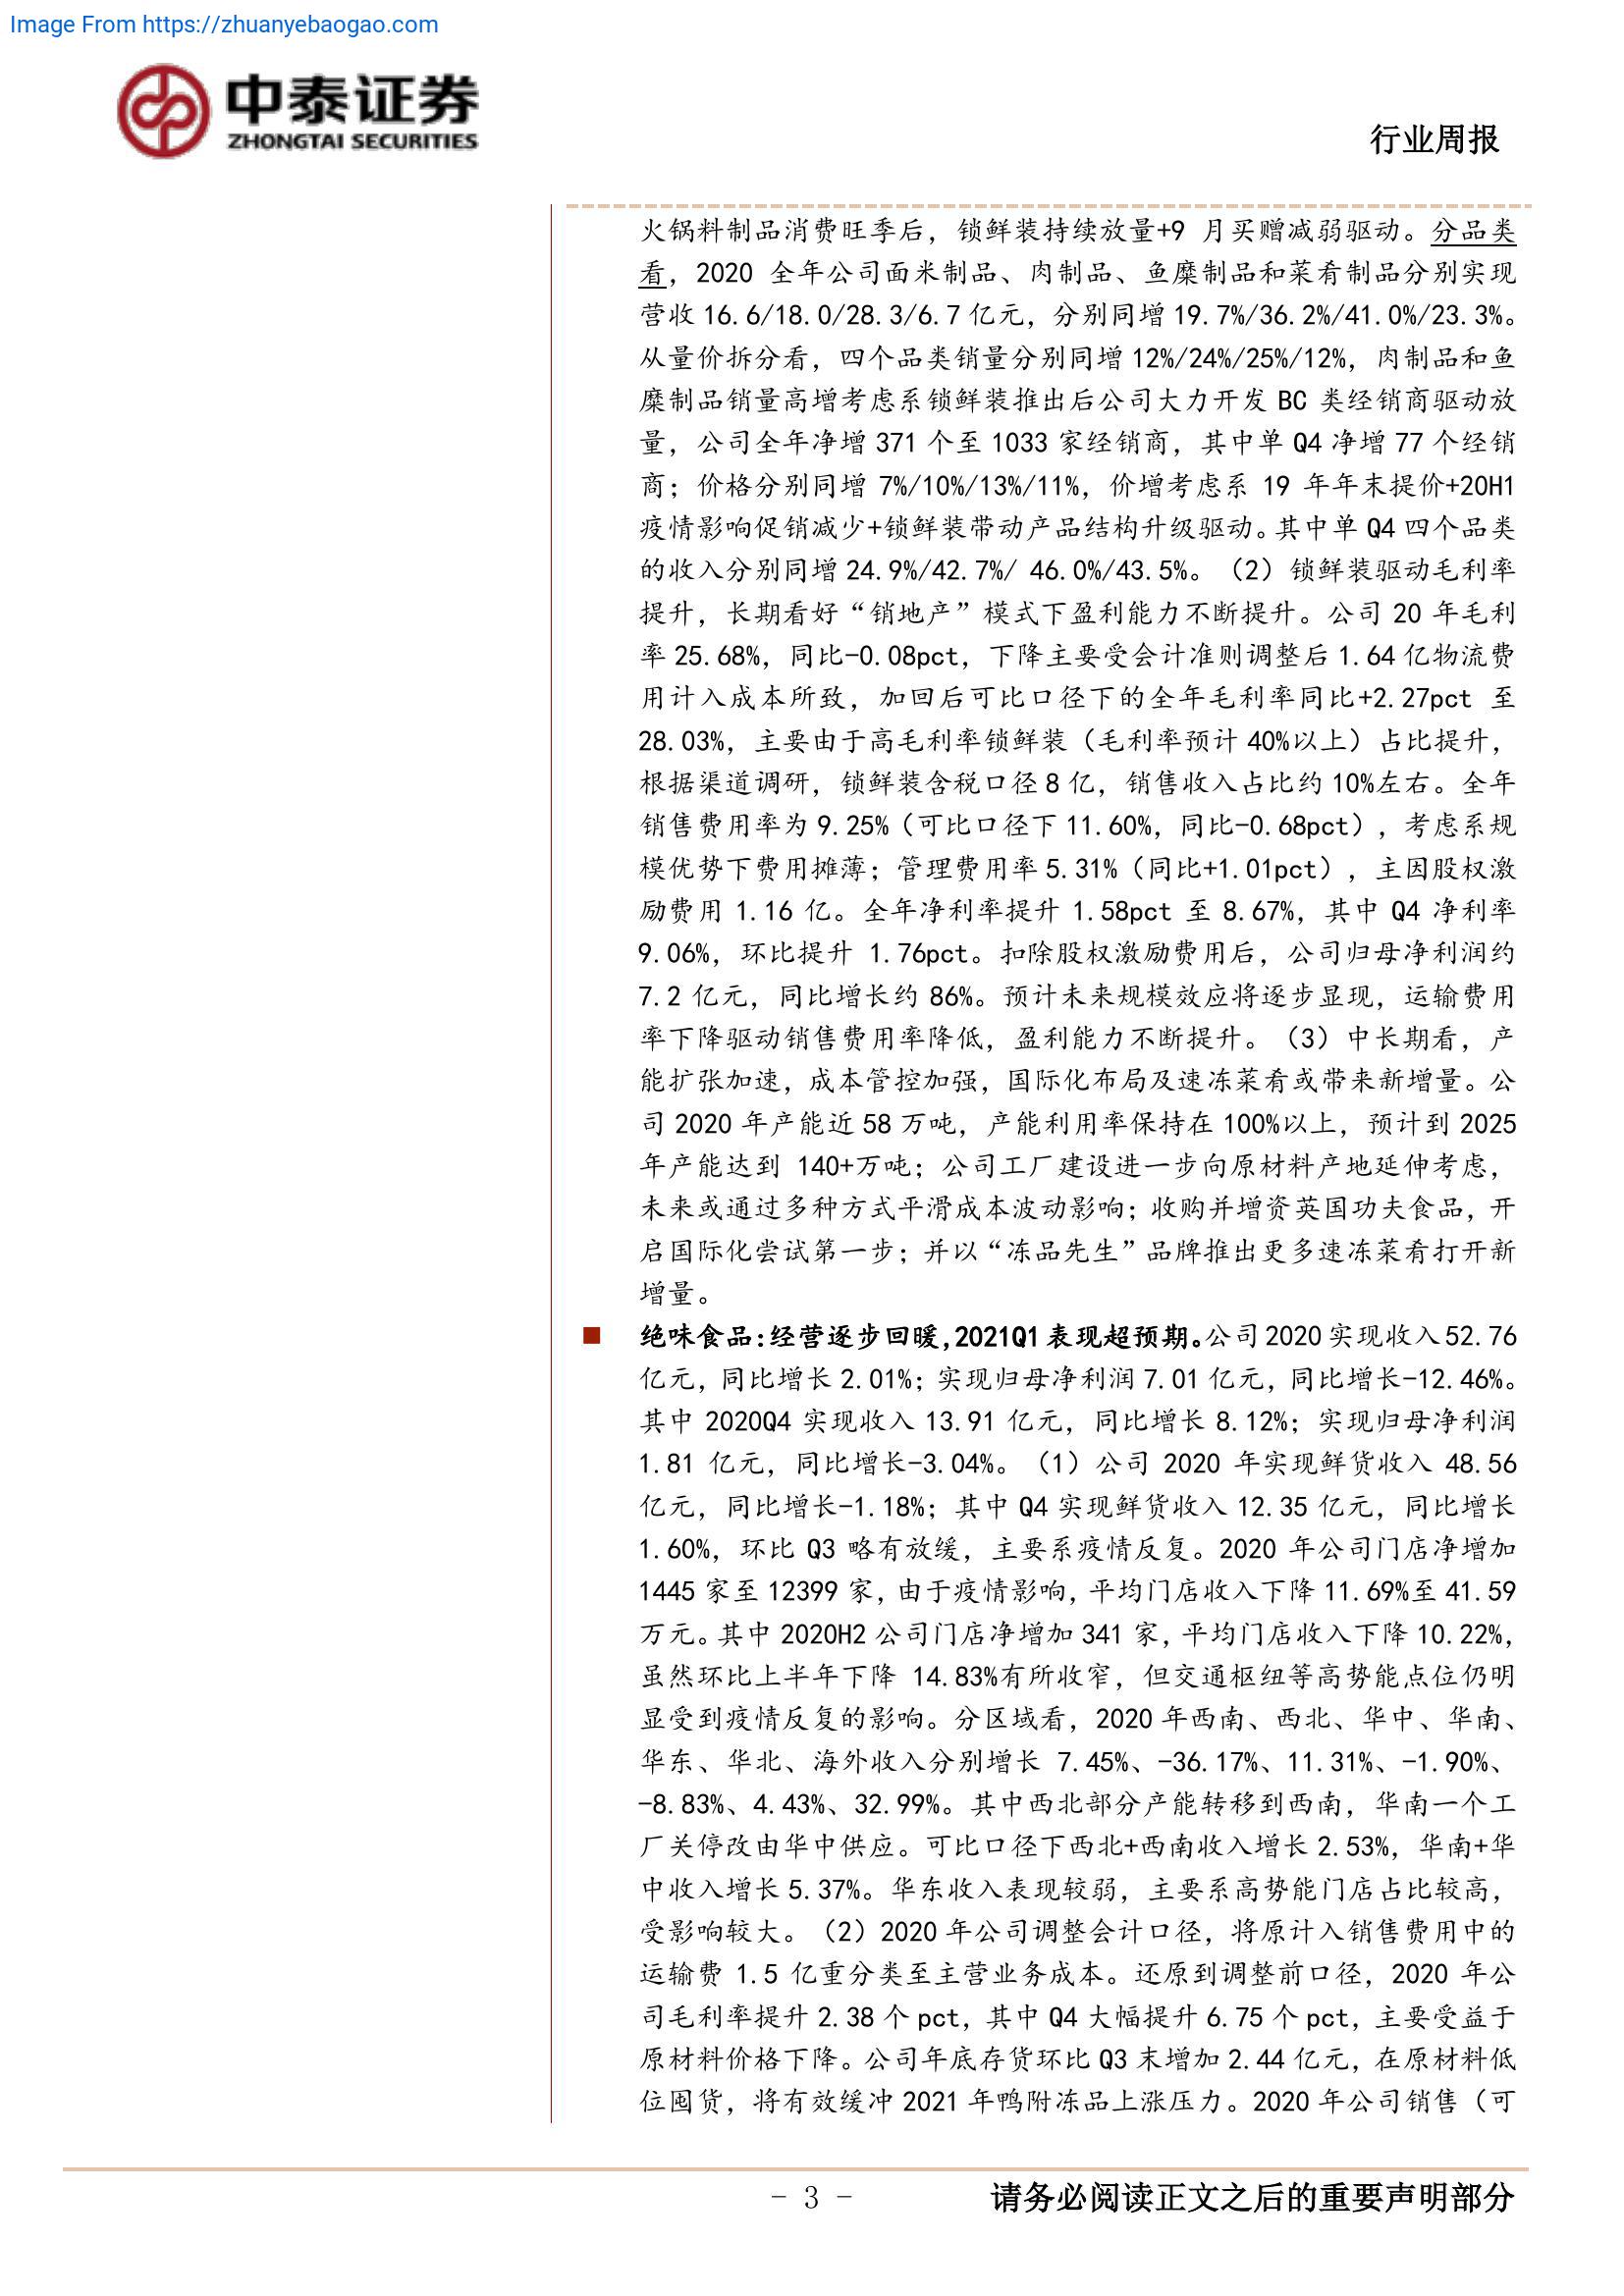 Image From https://zhuanyebaogao.com
中泰证券
ZHONGTAI SECURITIES
行业周报
火锅料制品消费旺季后，锁鲜装持续放量+9 月买赠减弱驱动。分品类
看，2020 全年公司面米制品、肉制品、鱼糜制品和菜肴制品分别实现
营收 16.6/18.0/28.3/6.7 亿元，分别同增 19.7%/36.2%/41.0%/23.3%。
从量价拆分看，四个品类销量分别同增 12%/24%/25%/12%，肉制品和鱼
糜制品销量高增考虑系锁鲜装推出后公司大力开发 BC 类经销商驱动放
量，公司全年净增 371 个至 1033 家经销商，其中单 Q4 净增 77 个经销
商；价格分别同增 7%/10%/13%/11%，价增考虑系 19 年年末提价+20H1
疫情影响促销减少+锁鲜装带动产品结构升级驱动。其中单 Q4 四个品类
的收入分别同增 24.9%/42.7%/ 46.0%/43.5%。（2）锁鲜装驱动毛利率
提升，长期看好“销地产”模式下盈利能力不断提升。公司 20 年毛利
率 25.68%，同比-0.08pct，下降主要受会计准则调整后 1.64 亿物流费
用计入成本所致，加回后可比口径下的全年毛利率同比+2.27pct 至
28.03%，主要由于高毛利率锁鲜装（毛利率预计 40%以上）占比提升，
根据渠道调研，锁鲜装含税口径 8 亿，销售收入占比约 10%左右。全年
销售费用率为 9.25%（可比口径下 11.60%，同比-0.68pct），考虑系规
模优势下费用摊薄；管理费用率 5.31%（同比+1.01pct），主因股权激
励费用 1.16 亿。全年净利率提升 1.58pct 至 8.67%，其中 Q4 净利率
9.06%，环比提升 1.76pct。扣除股权激励费用后，公司归母净利润约
7.2 亿元，同比增长约 86%。预计未来规模效应将逐步显现，运输费用
率下降驱动销售费用率降低，盈利能力不断提升。（3）中长期看，产
能扩张加速，成本管控加强，国际化布局及速冻菜肴或带来新增量。公
司 2020 年产能近 58 万吨，产能利用率保持在 100%以上，预计到 2025
年产能达到 140+万吨；公司工厂建设进一步向原材料产地延伸考虑，
未来或通过多种方式平滑成本波动影响；收购并增资英国功夫食品，开
启国际化尝试第一步；并以“冻品先生”品牌推出更多速冻菜肴打开新
增量。
■ 绝味食品：经营逐步回暖，2021Q1 表现超预期。公司 2020 实现收入 52.76
亿元，同比增长 2.01%；实现归母净利润 7.01 亿元，同比增长-12.46%。
其中 2020Q4 实现收入 13.91 亿元，同比增长 8.12%；实现归母净利润
1.81 亿元，同比增长-3.04%。（1）公司 2020 年实现鲜货收入 48.56
亿元，同比增长-1.18%；其中 Q4 实现鲜货收入 12.35 亿元，同比增长
1.60%，环比 Q3 略有放缓，主要系疫情反复。2020 年公司门店净增加
1445 家至 12399 家，由于疫情影响，平均门店收入下降 11.69%至 41.59
万元。其中 2020H2 公司门店净增加 341 家，平均门店收入下降 10.22%，
虽然环比上半年下降 14.83%有所收窄，但交通枢纽等高势能点位仍明
显受到疫情反复的影响。分区域看，2020 年西南、西北、华中、华南、
华东、华北、海外收入分别增长 7.45%、-36.17%、11.31%、-1.90%、
-8.83%、4.43%、32.99%。其中西北部分产能转移到西南，华南一个工
厂关停改由华中供应。可比口径下西北+西南收入增长 2.53%，华南+华
中收入增长 5.37%。华东收入表现较弱，主要系高势能门店占比较高，
受影响较大。（2）2020 年公司调整会计口径，将原计入销售费用中的
运输费 1.5 亿重分类至主营业务成本。还原到调整前口径，2020 年公
司毛利率提升 2.38 个 pct，其中 Q4 大幅提升 6.75 个 pct，主要受益于
原材料价格下降。公司年底存货环比 Q3 末增加 2.44 亿元，在原材料低
位囤货，将有效缓冲 2021 年鸭附冻品上涨压力。2020 年公司销售（可
- 3 -
请务必阅读正文之后的重要声明部分